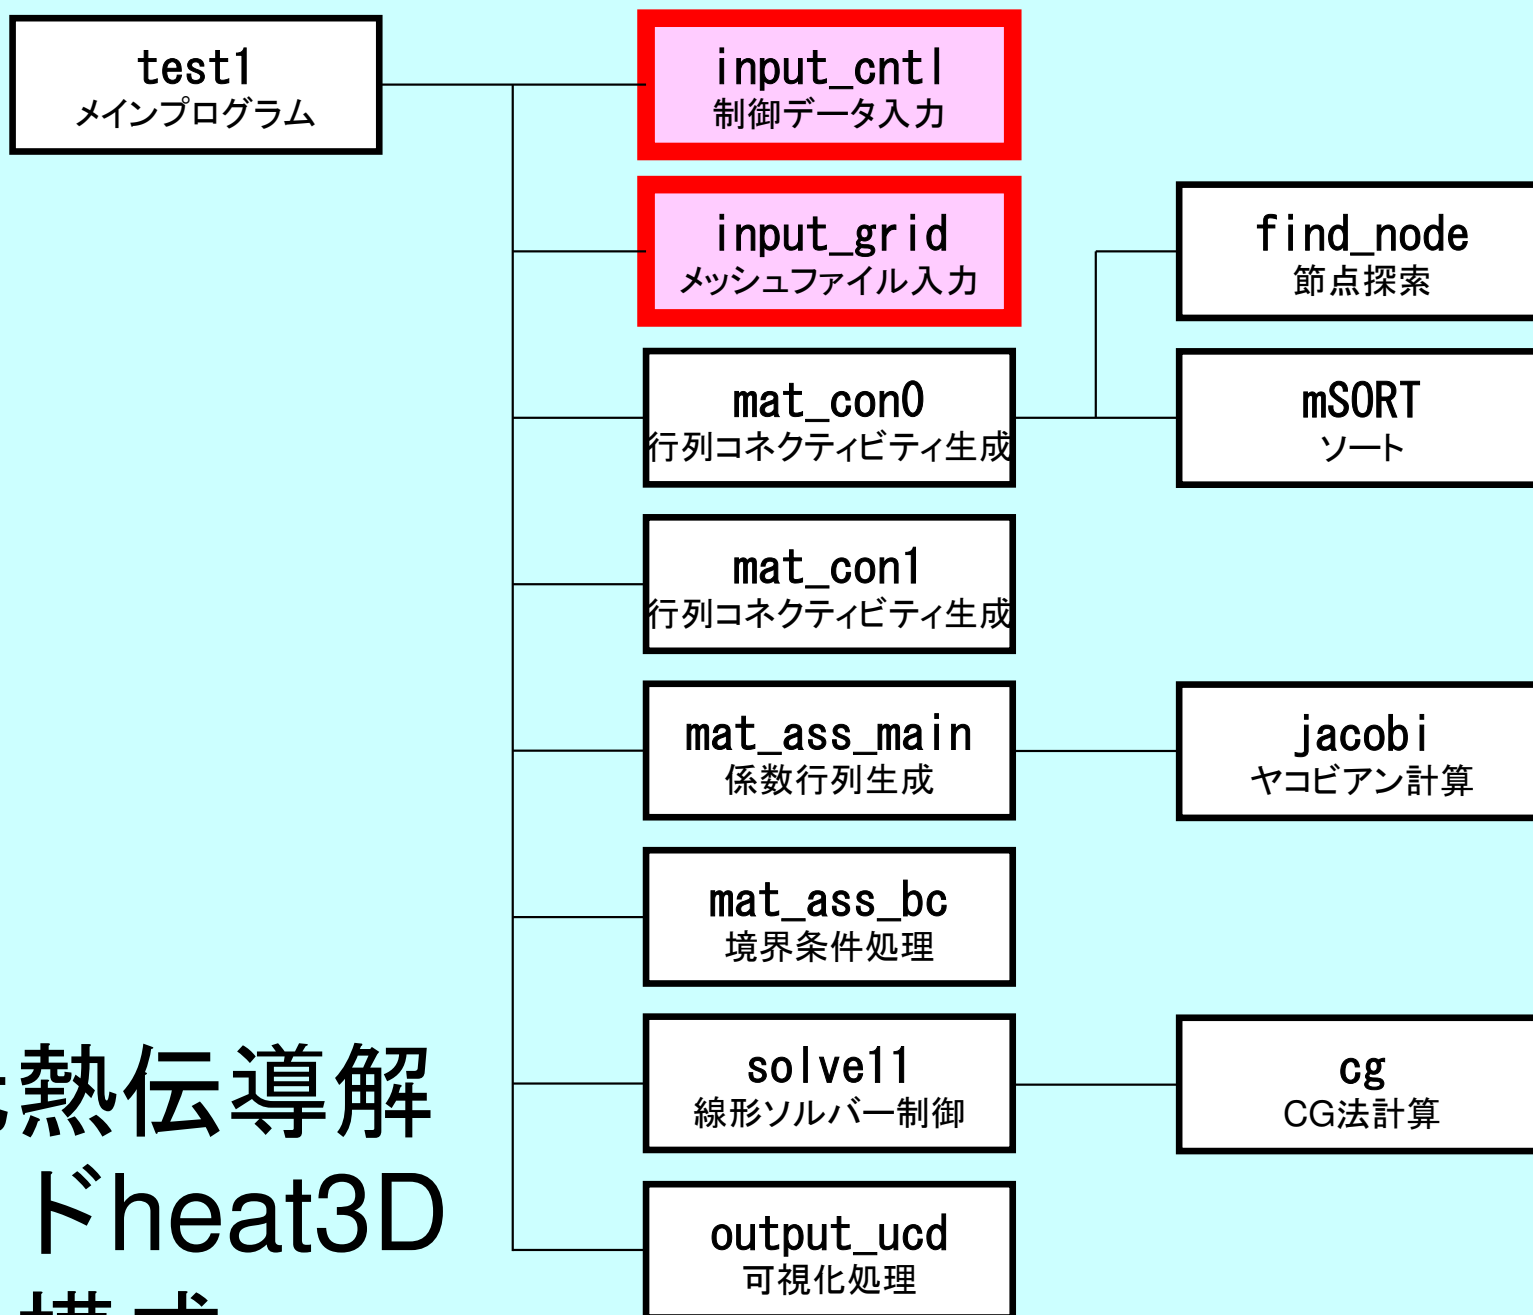 test1
メインプログラム
input_cntl
制御データ入力
input_grid
メッシュファイル入力
find_node
節点探索
mat_con0
行列コネクティビティ生成
mSORT
ソート
mat_con1
行列コネクティビティ生成
mat_ass_main
係数行列生成
jacobi
ヤコビアン計算
mat_ass_bc
境界条件処理
solve11
線形ソルバー制御
cg
CG法計算
output_ucd
可視化処理
熱伝導解
ドheat3D
構成